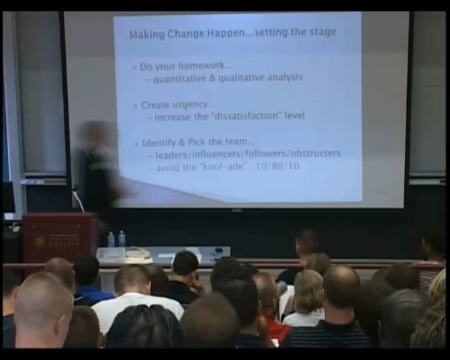 Making Change Happen...setting the stage
Do your homework...
– quantitative & qualitative analysis
Create urgency...
– increase the "dissatisfaction" level
Identify & Pick the team...
– leaders/influencers/followers/obstructers
– avoid the "kool-ade"...10/80/10